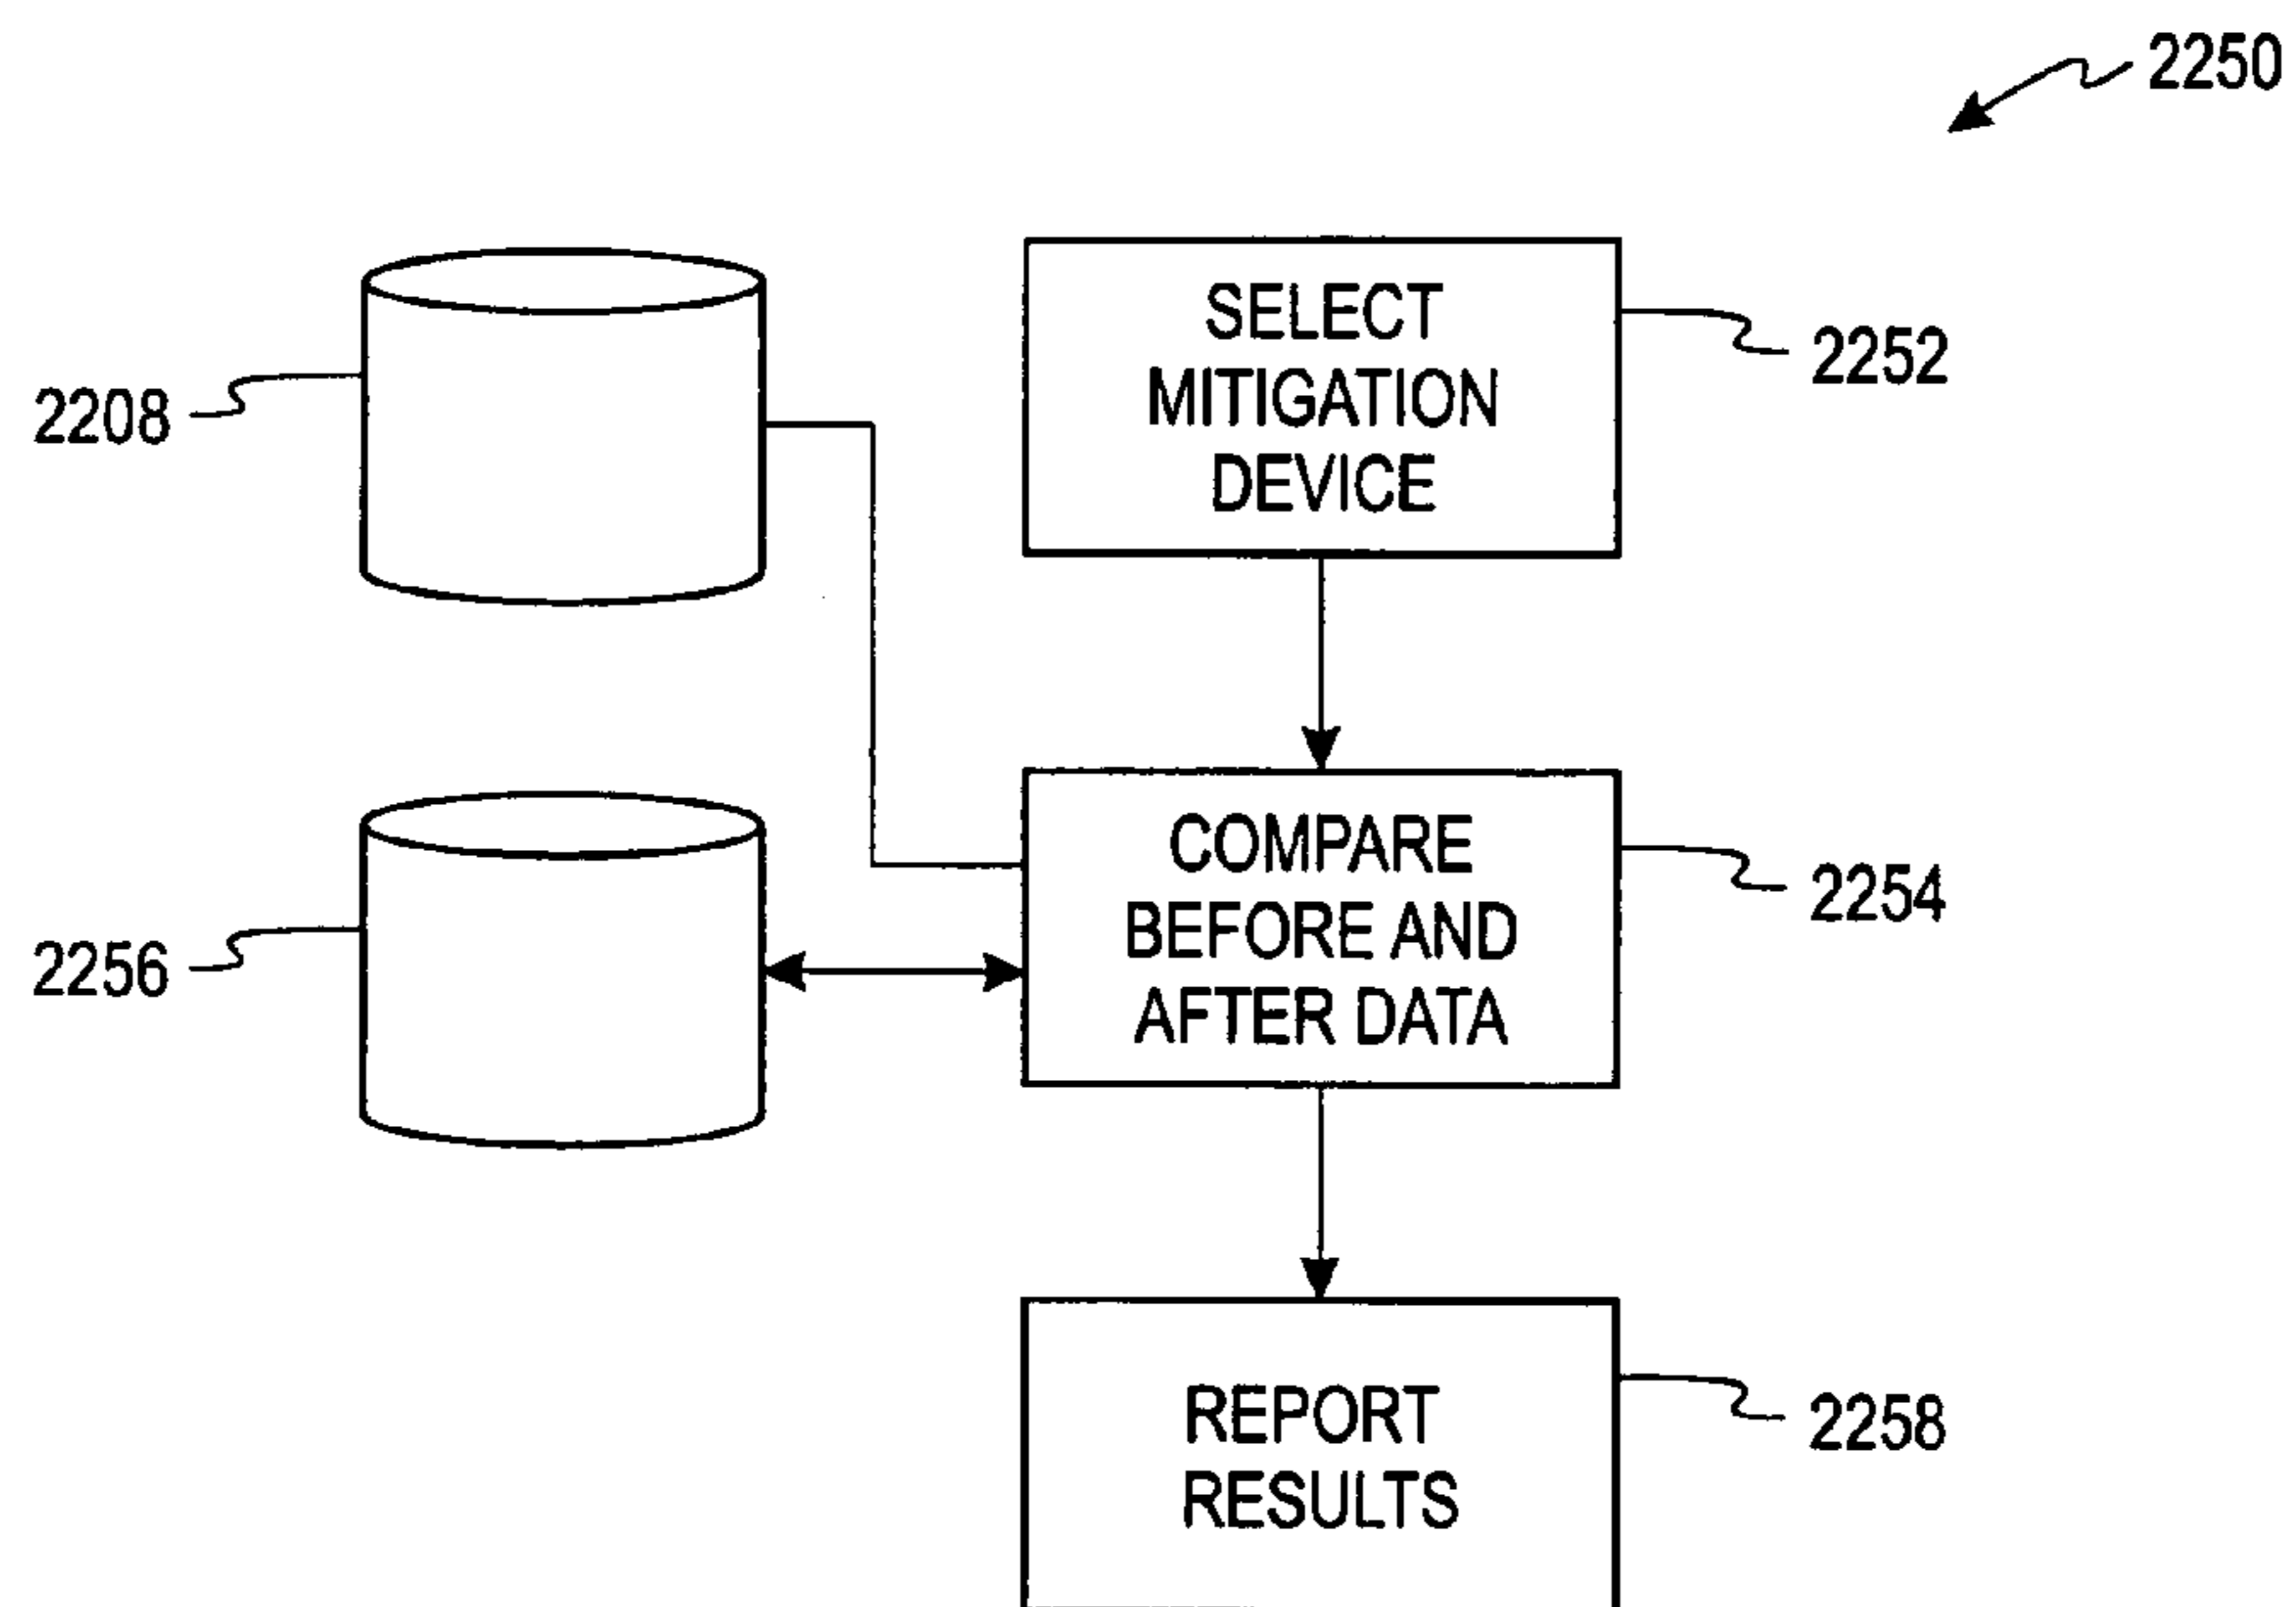 2250
SELECT
MITIGATION
DEVICE
2252
2208
COMPARE
BEFORE AND
AFTER DATA
2254
2256
REPORT
RESULTS
2258